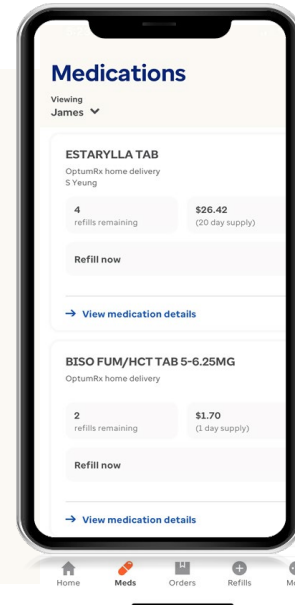 Medications
Viewing
James
ESTARYLLA TAB
OptumRx home delivery
S Yeung
4
refills remaining
$26.42
(20 day supply)
Refill now
→ View medication details
BISO FUM/HCT TAB 5-6.25MG
OptumRx home delivery
2
refills remaining
$1.70
(1 day supply)
Refill now
→ View medication details
Home
Meds
Orders
Refills